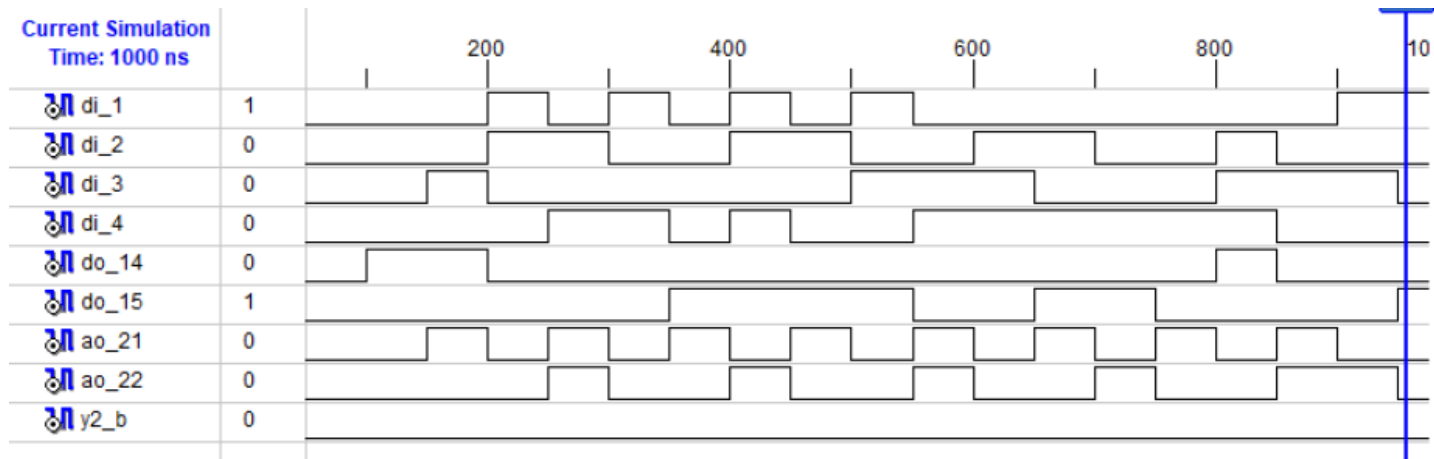 Current Simulation
Time: 1000 ns
200 400 600 800 10
di_1 1
di_2 0
di_3 0
di_4 0
do_14 0
do_15 1
ao_21 0
ao_22 0
y2_b 0